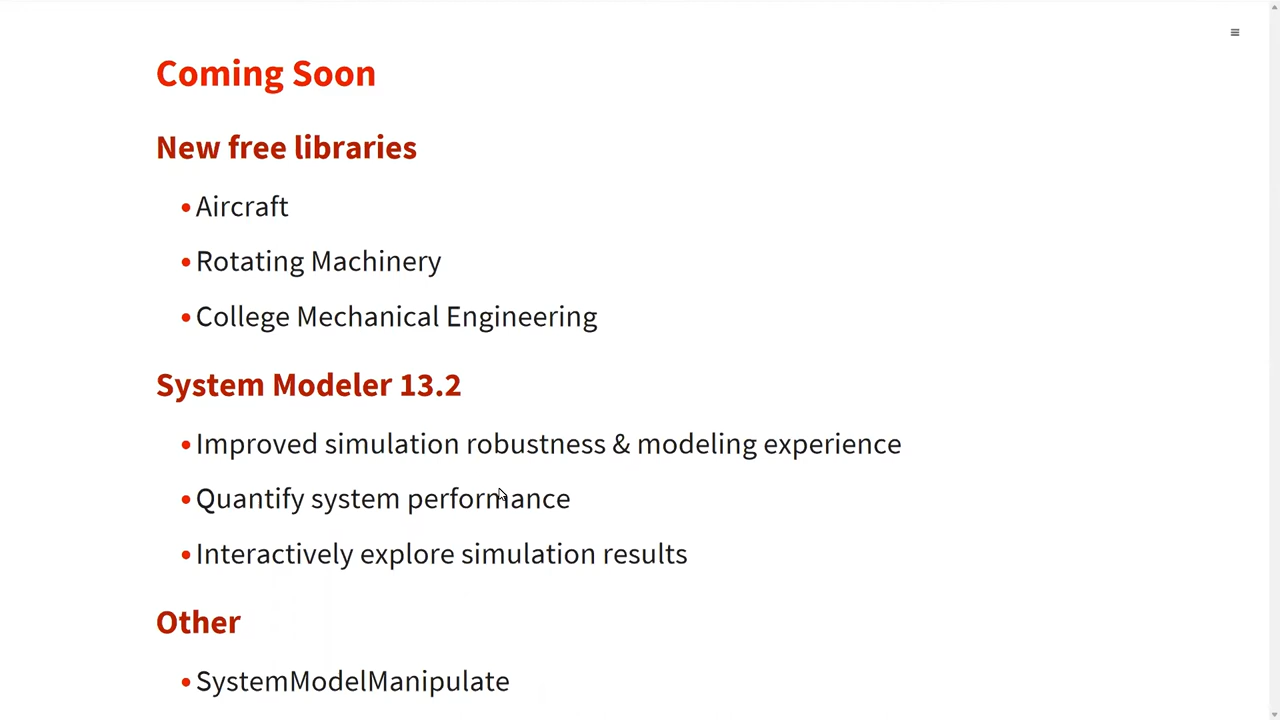 Coming Soon
New free libraries
• Aircraft
• Rotating Machinery
• College Mechanical Engineering
System Modeler 13.2
• Improved simulation robustness & modeling experience
• Quantify system performance
• Interactively explore simulation results
Other
• SystemModelManipulate